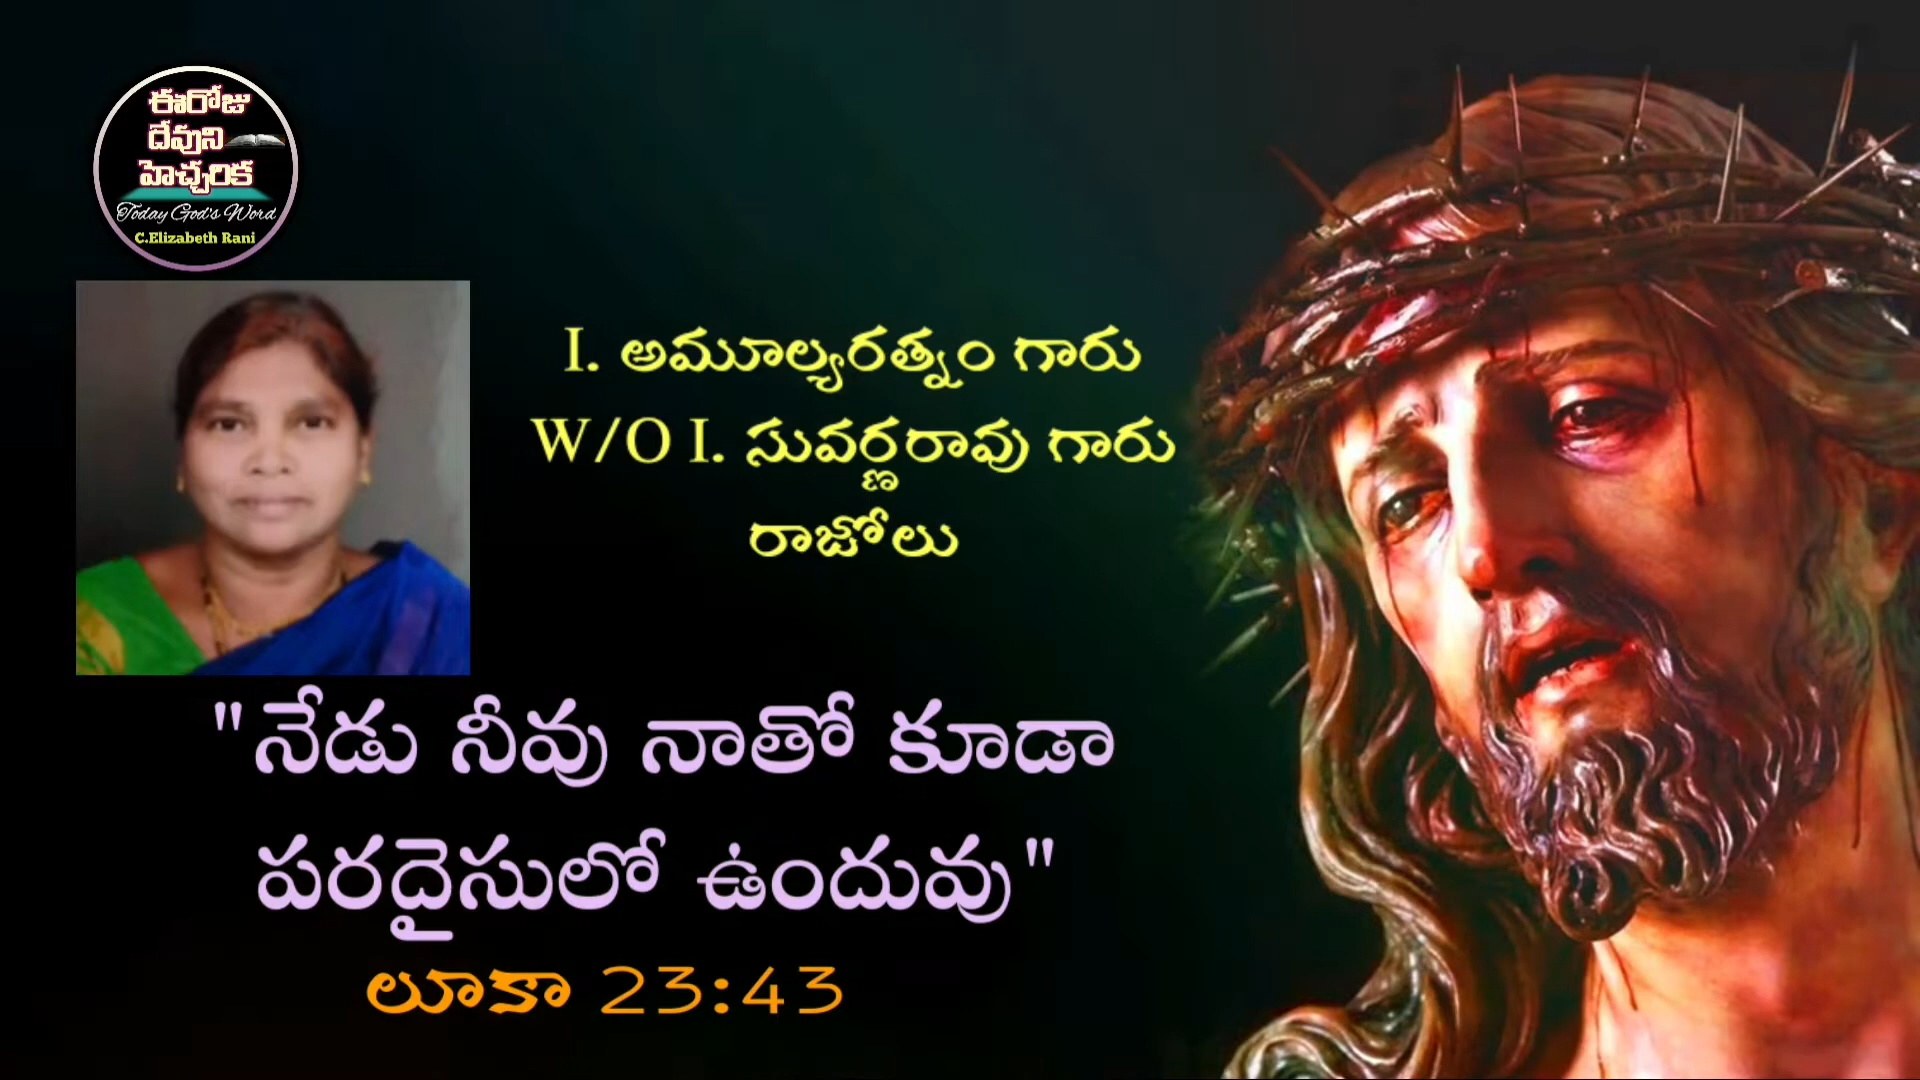 ఈరోజు
దేవుని
హెచ్చరిక
Today God's Word
C.Elizabeth Rani
I. అమూల్యరత్నం గారు
W/O I. సువర్ణరావు గారు
రాజోలు
"నేడు నీవు నాతో కూడా
పరదైసులో ఉందువు"
లూకా 23:43